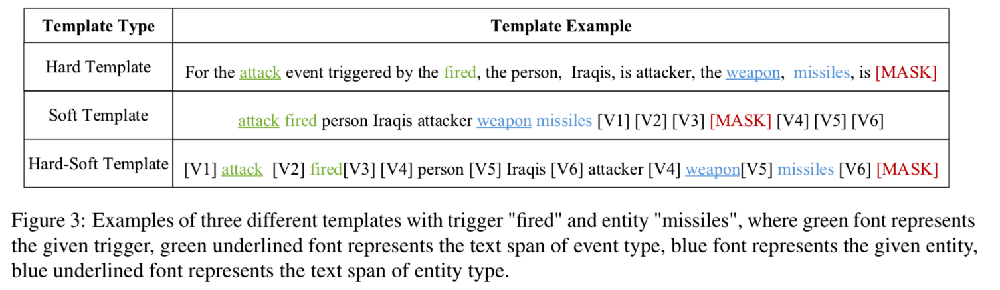 Template Type Template Example
Hard Template For the attack event triggered by the fired, the person, Iraqis, is attacker, the weapon, missiles, is [MASK]
Soft Template attack fired person Iraqis attacker weapon missiles [V1] [V2] [V3] [MASK] [V4] [V5] [V6]
Hard-Soft Template [V1] attack [V2] fired[V3] [V4] person [V5] Iraqis [V6] attacker [V4] weapon[V5] missiles [V6] [MASK]
Figure 3: Examples of three different templates with trigger "fired" and entity "missiles", where green font represents
the given trigger, green underlined font represents the text span of event type, blue font represents the given entity,
blue underlined font represents the text span of entity type.